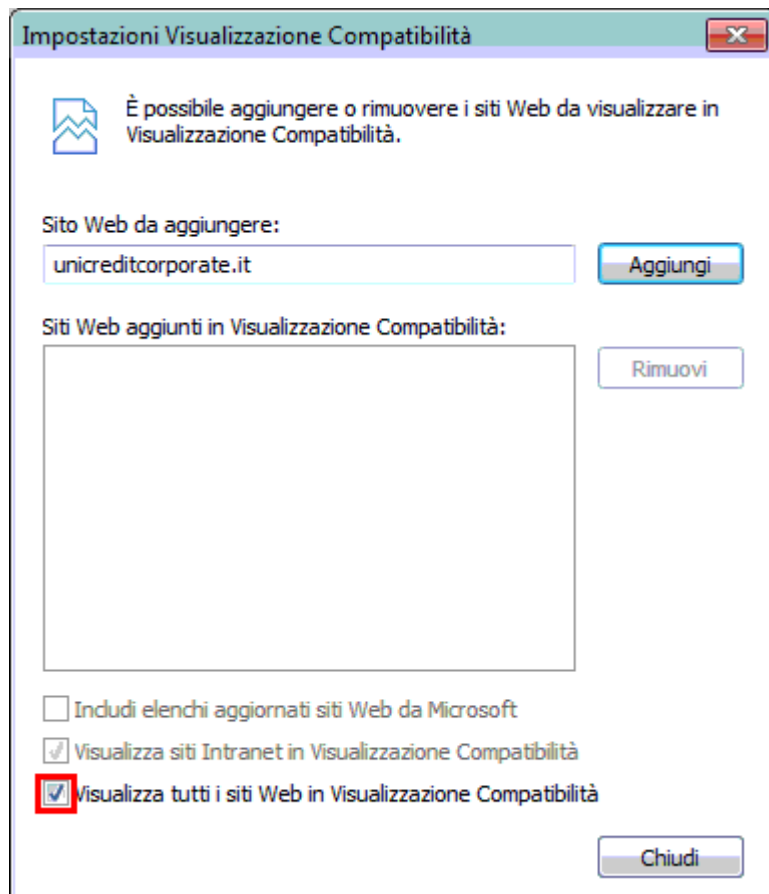 Impostazioni Visualizzazione Compatibilità
È possibile aggiungere o rimuovere i siti Web da visualizzare in
Visualizzazione Compatibilità.
Sito Web da aggiungere:
unicreditcorporate.it
Aggiungi
Siti Web aggiunti in Visualizzazione Compatibilità:
Rimuovi
Includi elenchi aggiornati siti Web da Microsoft
Visualizza siti Intranet in Visualizzazione Compatibilità
Visualizza tutti i siti Web in Visualizzazione Compatibilità
Chiudi